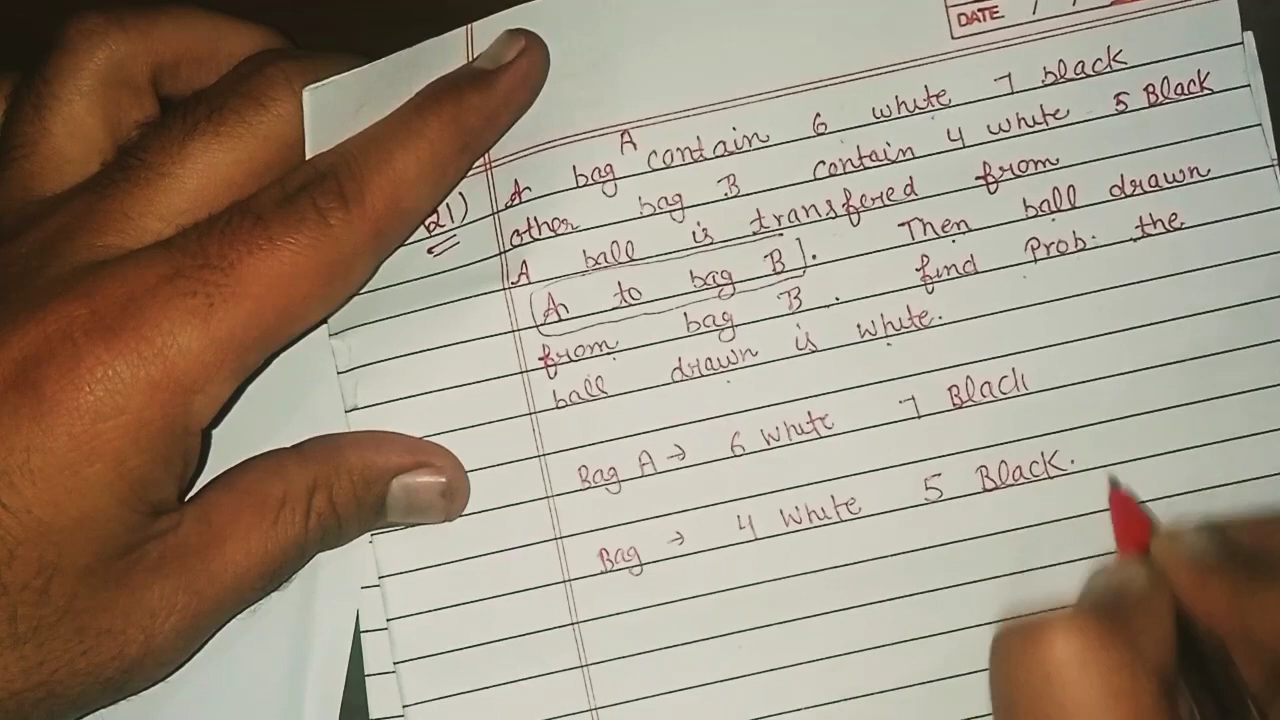 DATE / /
21) A bag A contain 6 white 7 black
other bag B contain 4 white 5 Black
A ball is transfered from
(A to bag B). Then ball drawn
from bag B. find Prob. the
ball drawn is white.
Bag A → 6 White 7 Black
Bag → 4 White 5 Black.